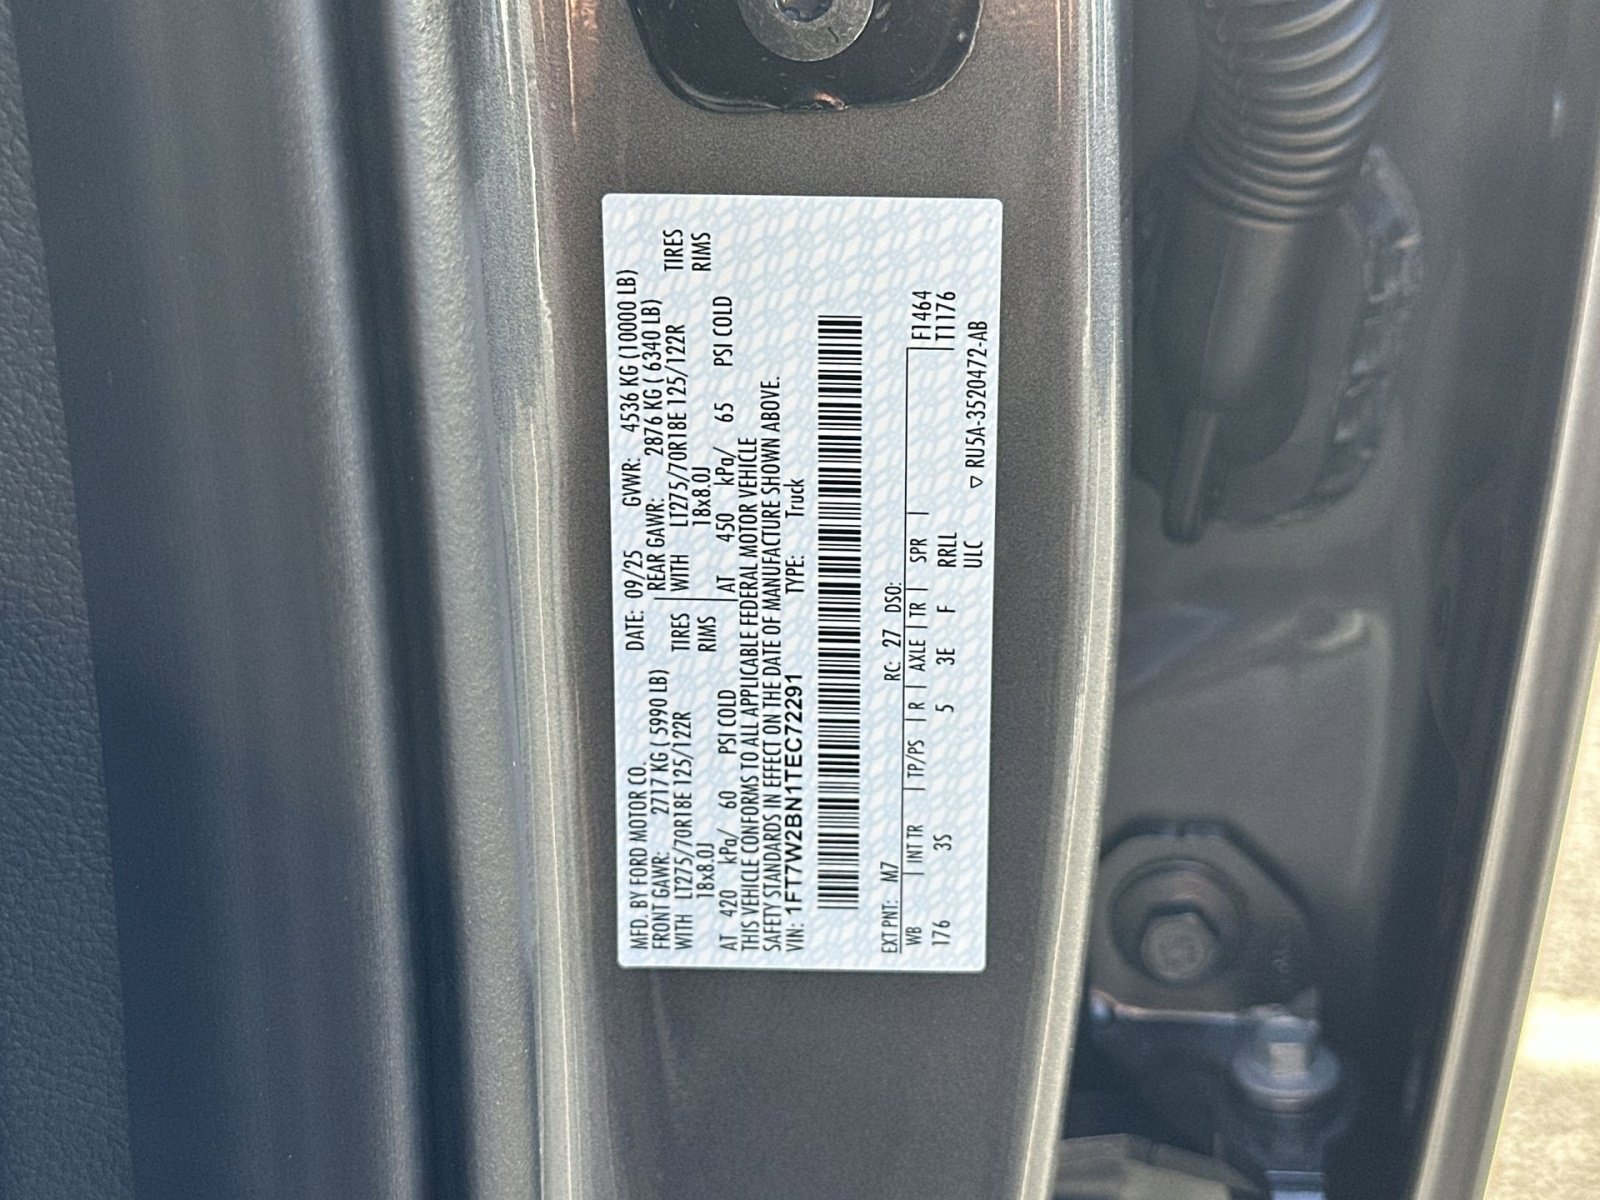 MFD. BY FORD MOTOR CO.
DATE: 09/25 GVWR: 4536 KG (10000 LB)
FRONT GAWR: 2717 KG ( 5990 LB)
REAR GAWR: 2876 KG ( 6340 LB)
WITH LT275/70R18E 125/122R TIRES
WITH LT275/70R18E 125/122R TIRES
18x8.0J RIMS
18x8.0J RIMS
AT 420 kPa/ 60 PSI COLD
AT 450 kPa/ 65 PSI COLD
THIS VEHICLE CONFORMS TO ALL APPLICABLE FEDERAL MOTOR VEHICLE
SAFETY STANDARDS IN EFFECT ON THE DATE OF MANUFACTURE SHOWN ABOVE.
VIN: 1FT7W2BN1TEC72291 TYPE: Truck
EXT PNT: M7 RC: 27 DSO:
WB INT TR TP/PS R AXLE TR SPR F1464
176 3S 5 3E F RRLL T1176
ULC ▽ RU5A-3520472-AB